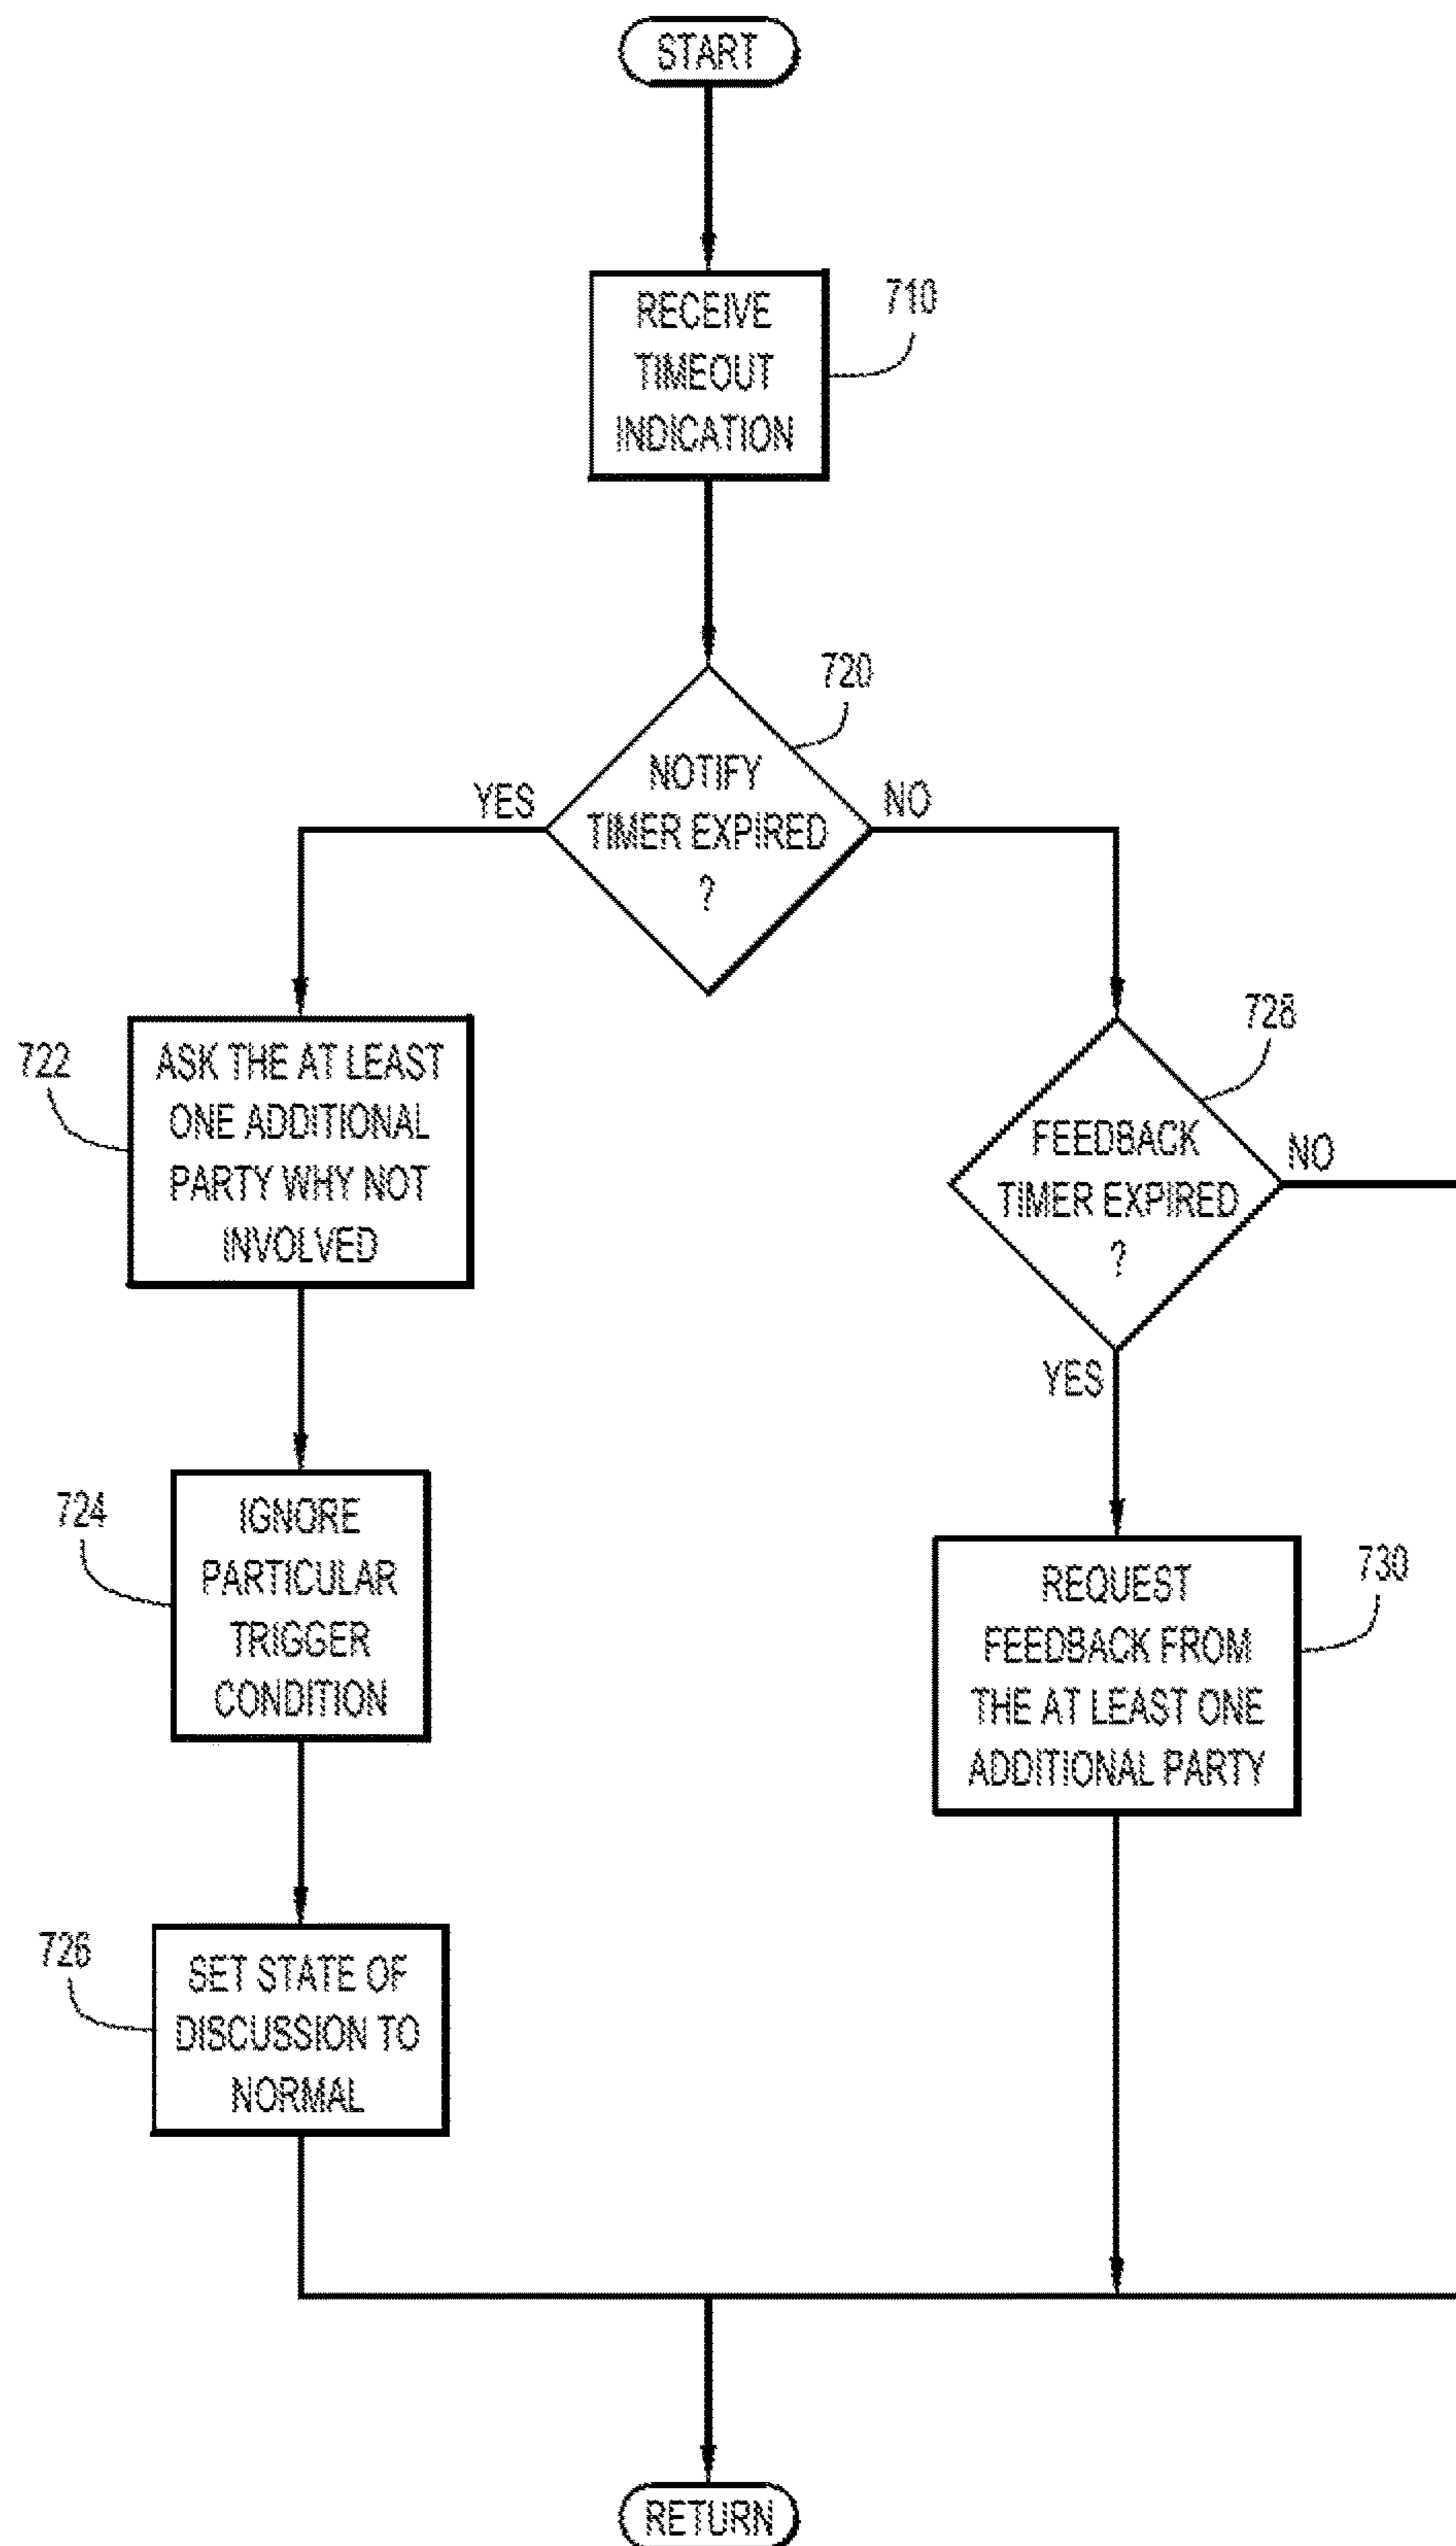 START
RECEIVE
TIMEOUT
INDICATION
710
720
NOTIFY
TIMER EXPIRED
?
YES
NO
722
ASK THE AT LEAST
ONE ADDITIONAL
PARTY WHY NOT
INVOLVED
728
FEEDBACK
TIMER EXPIRED
?
NO
YES
724
IGNORE
PARTICULAR
TRIGGER
CONDITION
730
REQUEST
FEEDBACK FROM
THE AT LEAST ONE
ADDITIONAL PARTY
726
SET STATE OF
DISCUSSION TO
NORMAL
RETURN